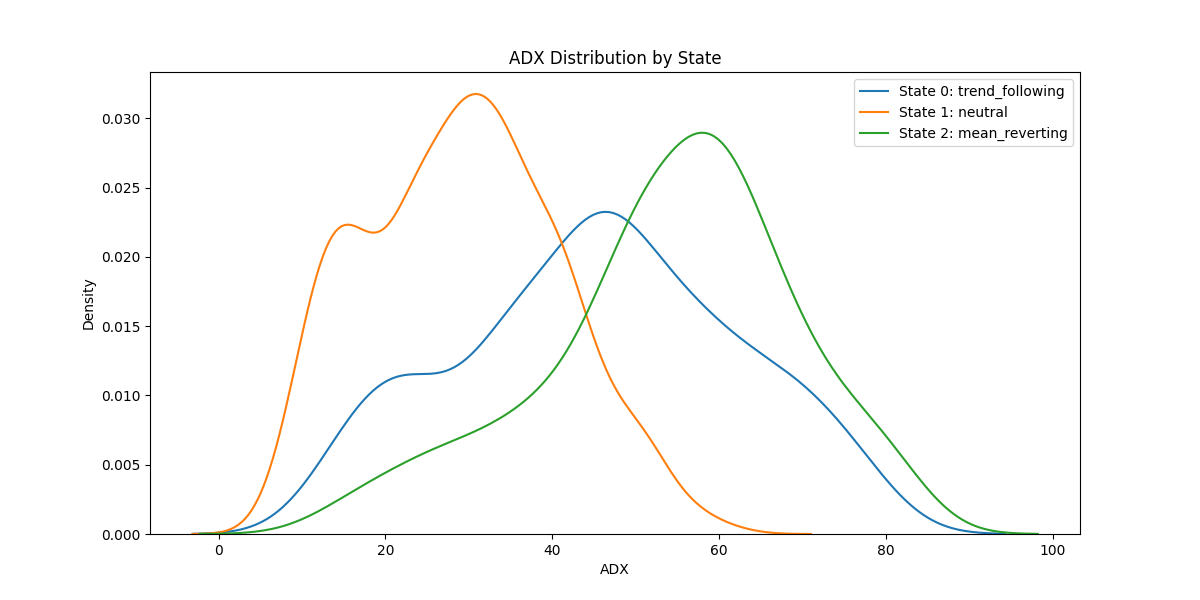 ADX Distribution by State
State 0: trend_following
State 1: neutral
State 2: mean_reverting
Density
0.030
0.025
0.020
0.015
0.010
0.005
0.000
0 20 40 60 80 100
ADX